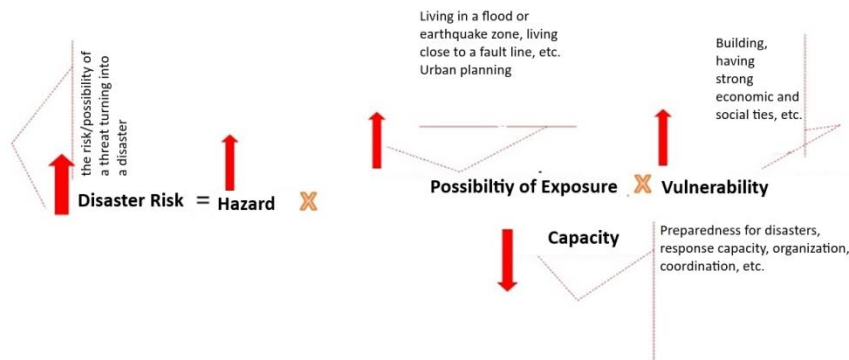 Living in a flood or
earthquake zone, living
close to a fault line, etc.
Urban planning
Building,
having
strong
economic and
social ties, etc.
the risk/possibility of
a threat turning into
a disaster
Disaster Risk = Hazard X Possibiltiy of Exposure X Vulnerability
Capacity
Preparedness for disasters,
response capacity, organization,
coordination, etc.